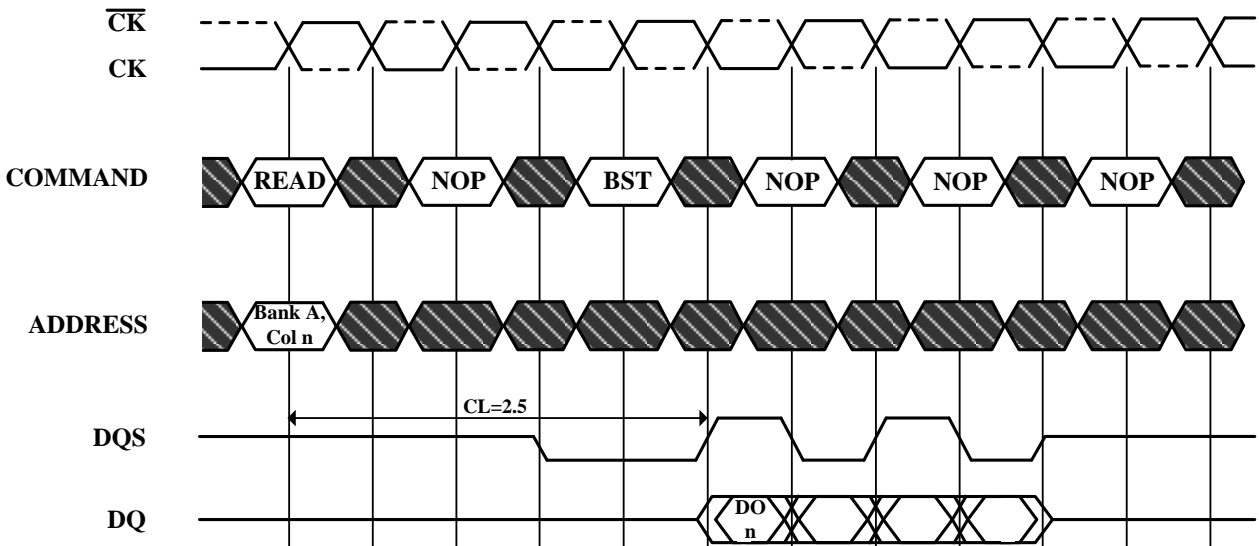 CK
CK
COMMAND READ NOP BST NOP NOP NOP
ADDRESS Bank A,
Col n
CL=2.5
DQS
DQ DO
n